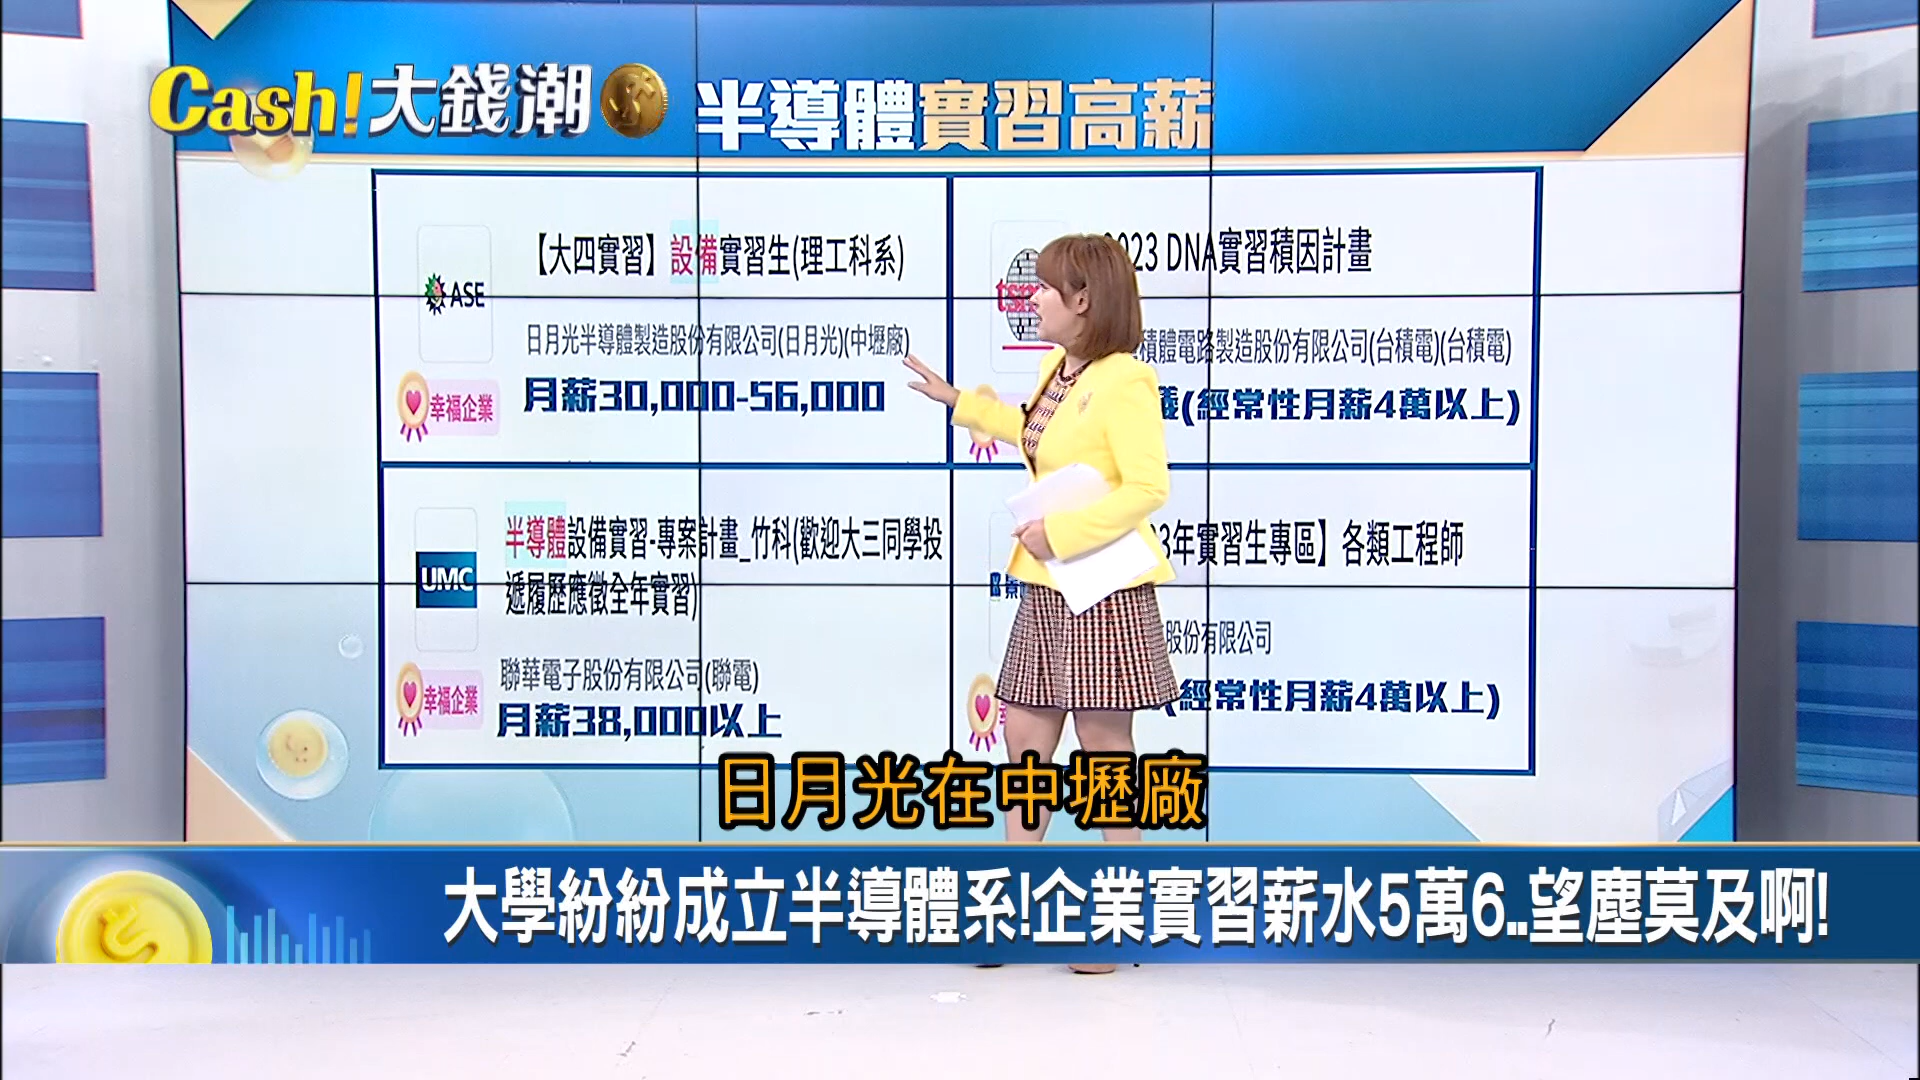 Cash!大錢潮
半導體實習高薪
【大四實習】設備實習生(理工科系)
ASE
日月光半導體製造股份有限公司(日月光)(中壢廠)
幸福企業
月薪30,000-56,000
2023 DNA實習積因計畫
積體電路製造股份有限公司(台積電)(台積電)
議(經常性月薪4萬以上)
半導體設備實習-專案計畫_竹科(歡迎大三同學投
遞履歷應徵全年實習)
UMC
聯華電子股份有限公司(聯電)
幸福企業
月薪38,000以上
3年實習生專區】各類工程師
股份有限公司
(經常性月薪4萬以上)
日月光在中壢廠
大學紛紛成立半導體系!企業實習薪水5萬6..望塵莫及啊!